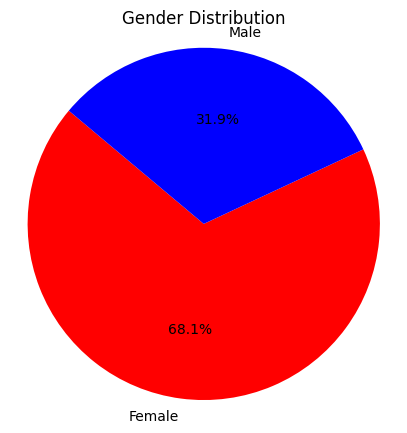 Gender Distribution
Male
31.9%
68.1%
Female